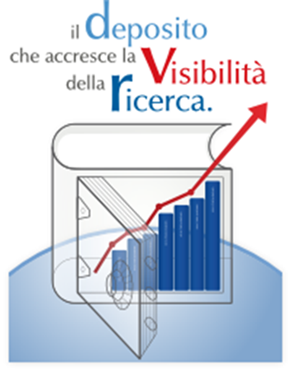 il deposito
che accresce la Visibilità
della ricerca.